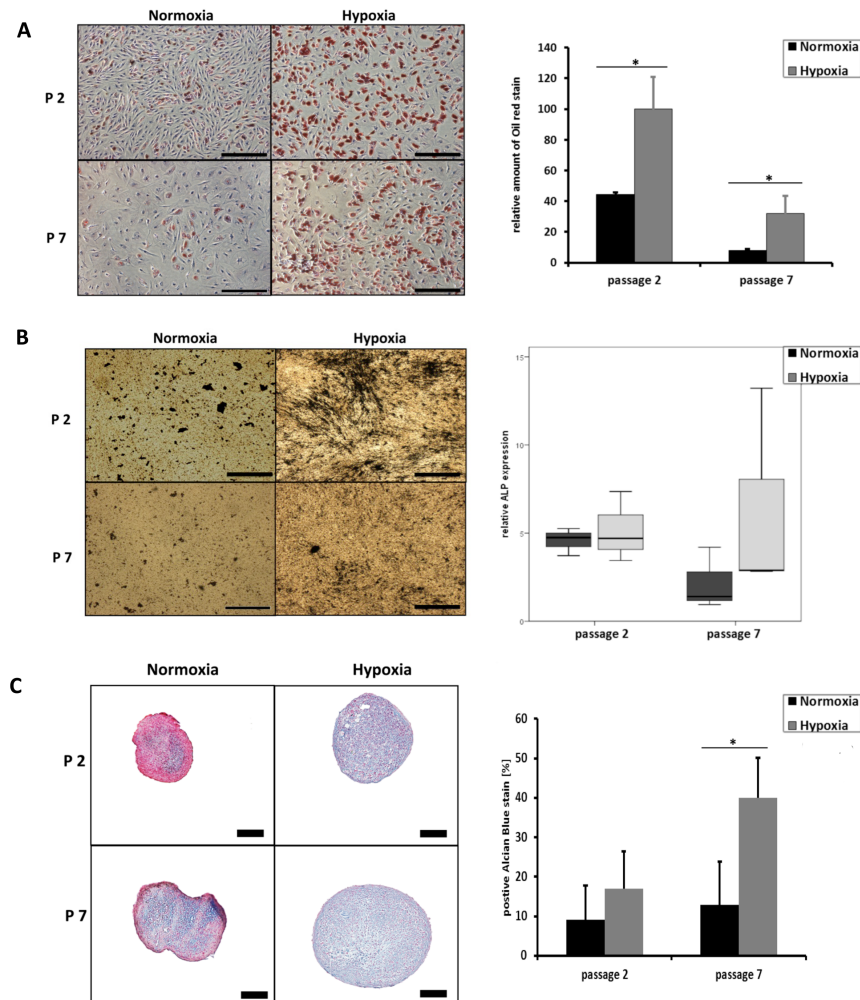 A
Normoxia Hypoxia
P 2
P 7
relative amount of Oil red stain
140
120
100
80
60
40
20
0
*
*
Normoxia
Hypoxia
passage 2 passage 7
B
Normoxia Hypoxia
P 2
P 7
relative ALP expression
15
10
5
0
Normoxia
Hypoxia
passage 2 passage 7
C
Normoxia Hypoxia
P 2
P 7
postive Alcian Blue stain [%]
60
50
40
30
20
10
0
*
Normoxia
Hypoxia
passage 2 passage 7